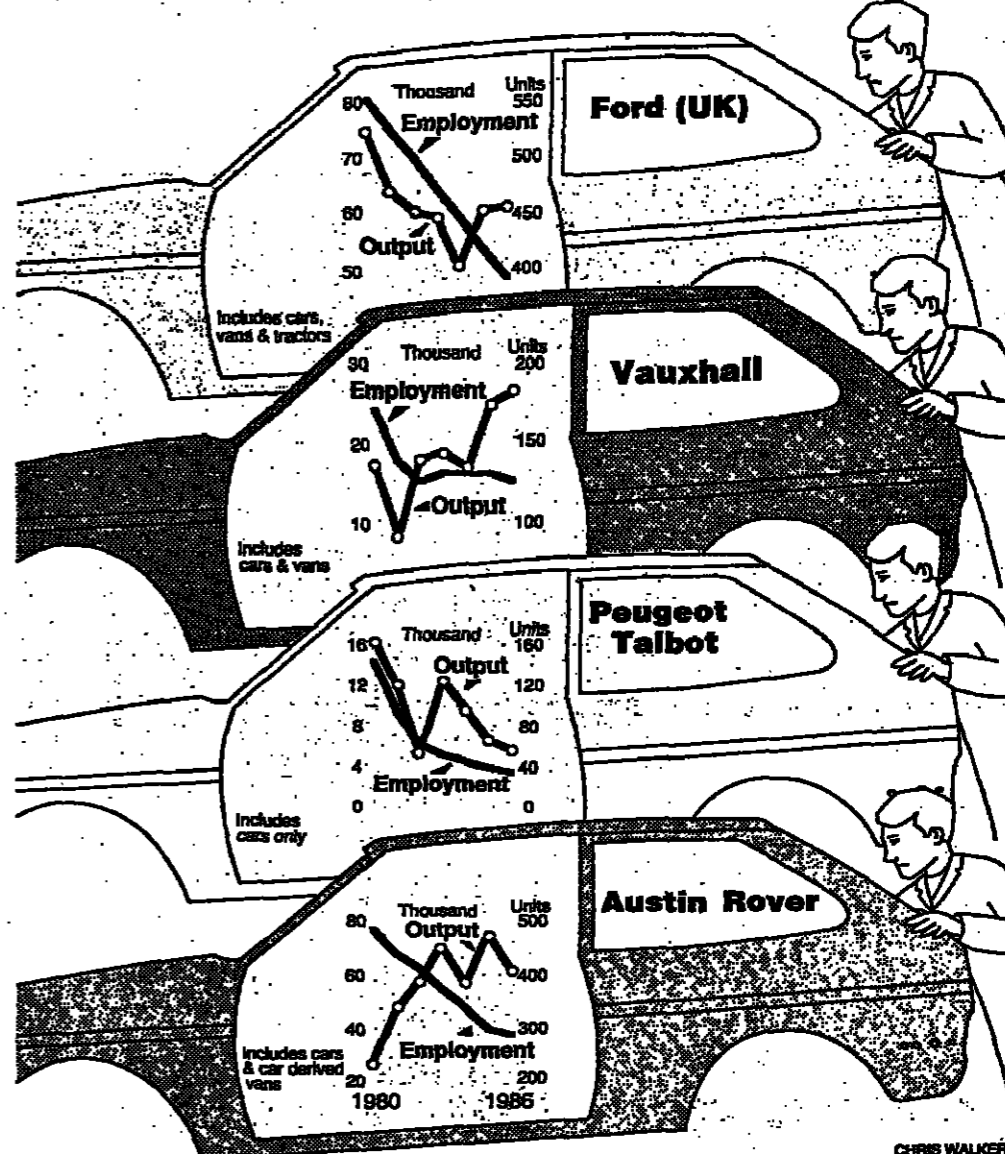 Thousand Units
80 550
Employment
Ford (UK)
70 500
60 450
Output
50 400
Includes cars,
vans & tractors
Thousand Units
30 200
Employment
Vauxhall
20 150
Output
10 100
Includes
cars & vans
Thousand Units
16 160
Output
Peugeot
Talbot
12 120
8 80
4 40
Employment
0 0
Includes
cars only
Thousand Units
80 500
Output
Austin Rover
60 400
40 300
Employment
Includes cars
& car derived
vans
20 200
1980 1986
CHRIS WALKER